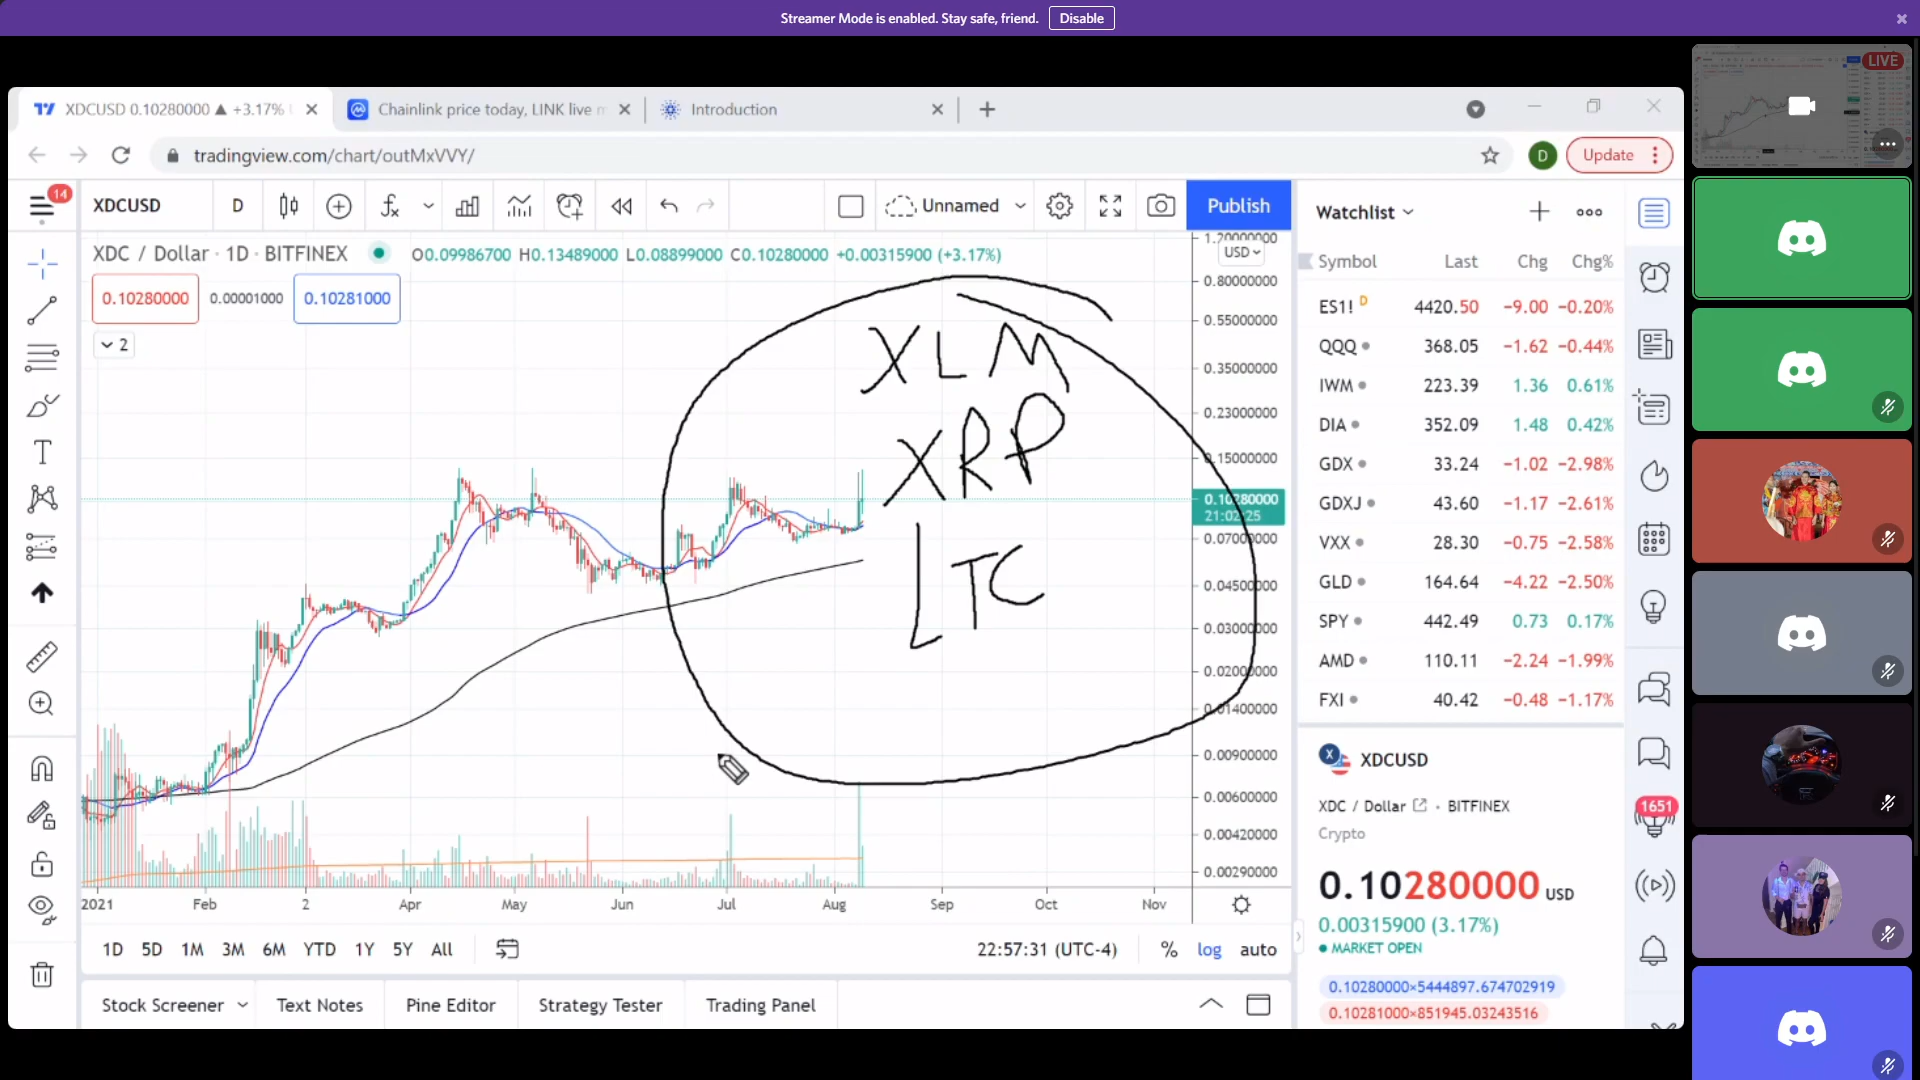 Streamer Mode is enabled. Stay safe, friend. Disable
LIVE
XDCUSD 0.10280000 ▲ +3.17%
Chainlink price today, LINK live
Introduction
tradingview.com/chart/outMxVVY/
D
Update
14
XDCUSD
D
Unnamed
Publish
XDC / Dollar · 1D · BITFINEX
O0.09986700 H0.13489000 L0.08899000 C0.10280000 +0.00315900 (+3.17%)
0.10280000
0.00001000
0.10281000
2
XLM
XRP
LTC
1.20000000
USD
0.80000000
0.55000000
0.35000000
0.23000000
0.15000000
0.10280000
21:02:25
0.07000000
0.04500000
0.03000000
0.02000000
0.01400000
0.00900000
0.00600000
0.00420000
0.00290000
2021 Feb 2 Apr May Jun Jul Aug Sep Oct Nov
1D 5D 1M 3M 6M YTD 1Y 5Y All
22:57:31 (UTC-4) % log auto
Stock Screener Text Notes Pine Editor Strategy Tester Trading Panel
Watchlist
Symbol Last Chg Chg%
ES1! D 4420.50 −9.00 −0.20%
QQQ 368.05 −1.62 −0.44%
IWM 223.39 1.36 0.61%
DIA 352.09 1.48 0.42%
GDX 33.24 −1.02 −2.98%
GDXJ 43.60 −1.17 −2.61%
VXX 28.30 −0.75 −2.58%
GLD 164.64 −4.22 −2.50%
SPY 442.49 0.73 0.17%
AMD 110.11 −2.24 −1.99%
FXI 40.42 −0.48 −1.17%
X
XDCUSD
XDC / Dollar · BITFINEX
Crypto
0.10280000 USD
0.00315900 (3.17%)
MARKET OPEN
0.10280000×5444897.674702919
0.10281000×851945.03243516
1651